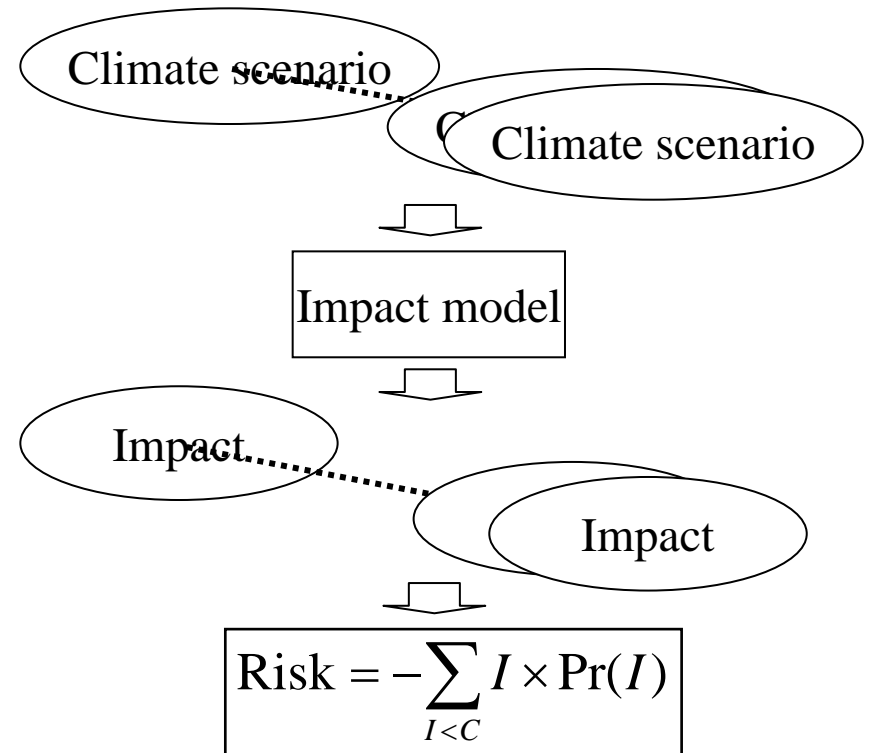 Climate scenario
Climate scenario
Impact model
Impact
Impact
Risk = −∑ I × Pr(I)
I<C